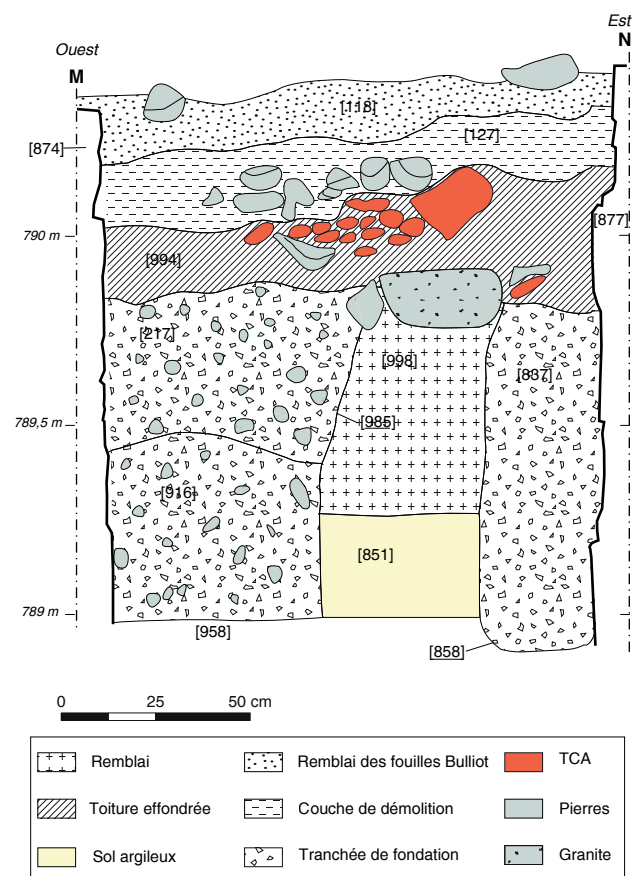 Ouest
Est
M
N
[118]
[127]
[874]
[877]
790 m
[994]
[217]
[998]
[837]
789,5 m
[985]
[916]
[851]
789 m
[958]
[858]
0 25 50 cm
Remblai
Remblai des fouilles Bulliot
TCA
Toiture effondrée
Couche de démolition
Pierres
Sol argileux
Tranchée de fondation
Granite